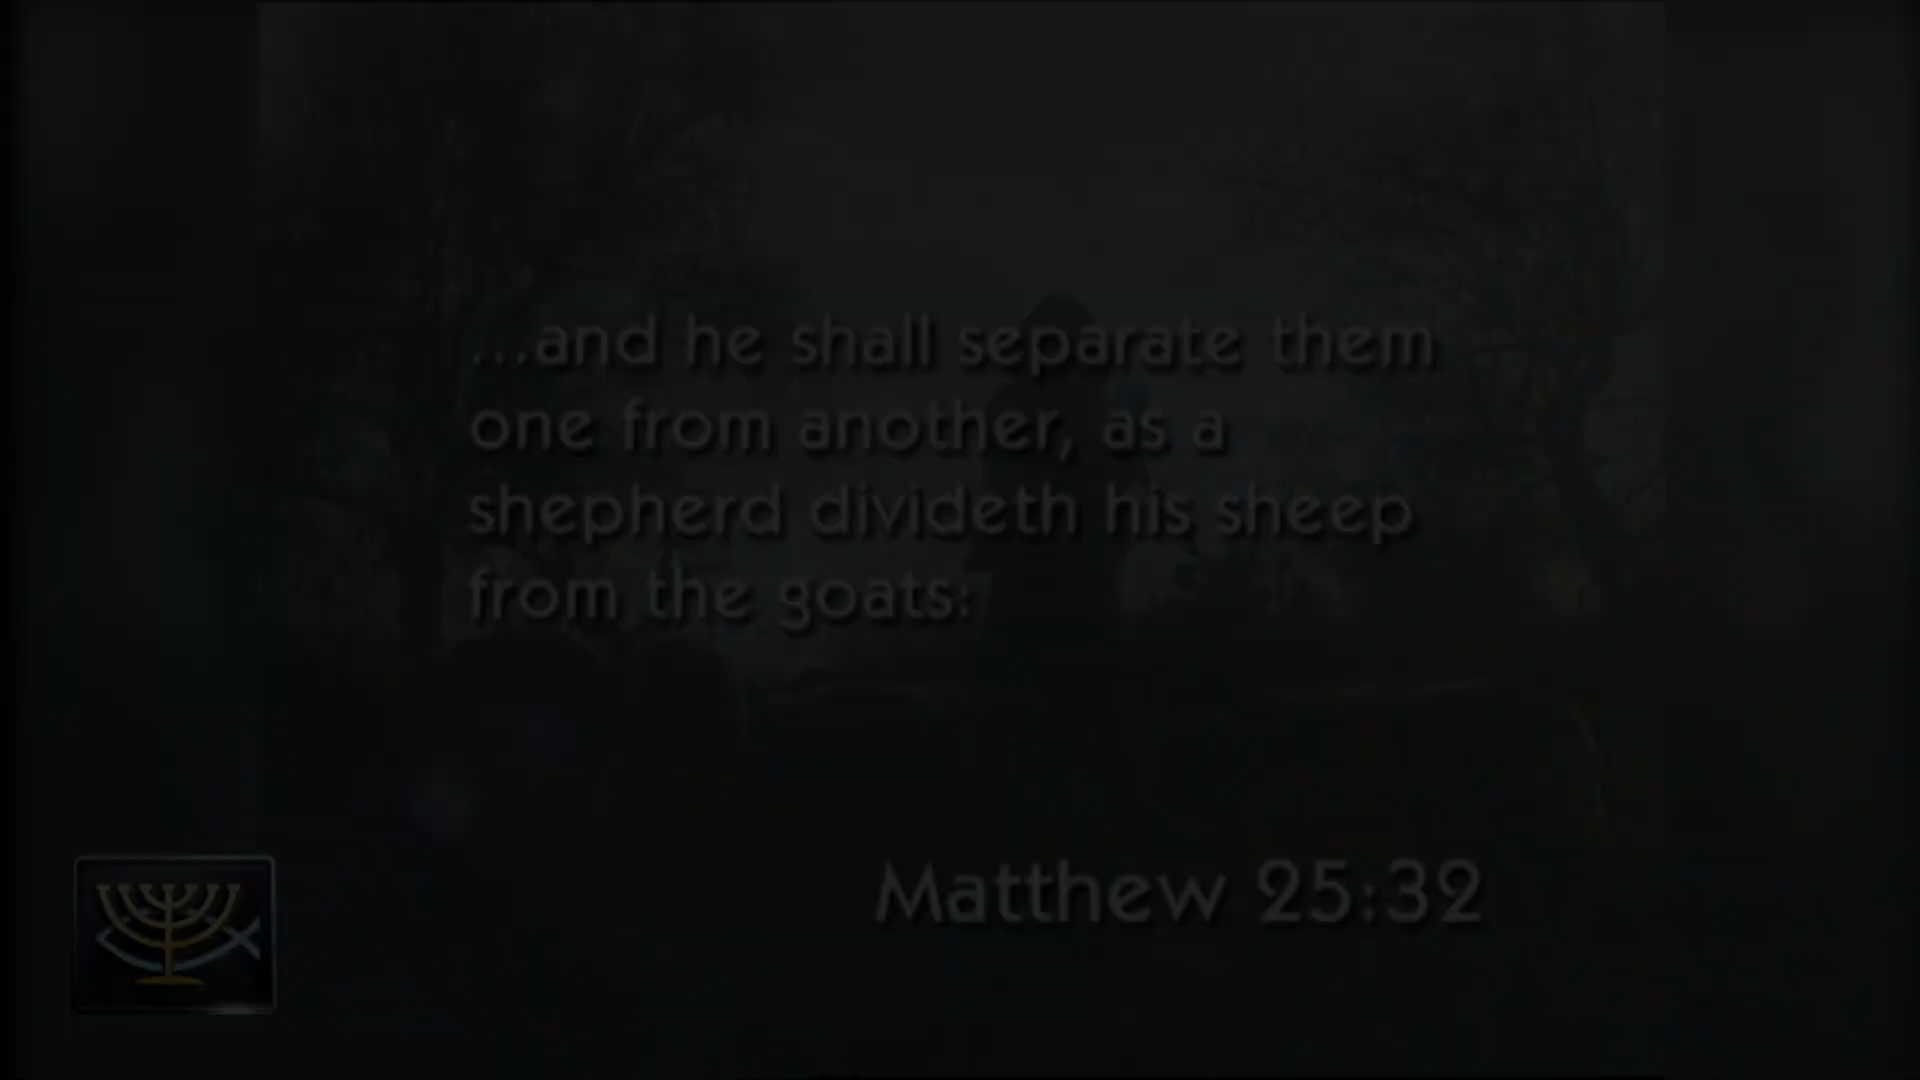 ...and he shall separate them
one from another, as a
shepherd divideth his sheep
from the goats:
Matthew 25:32